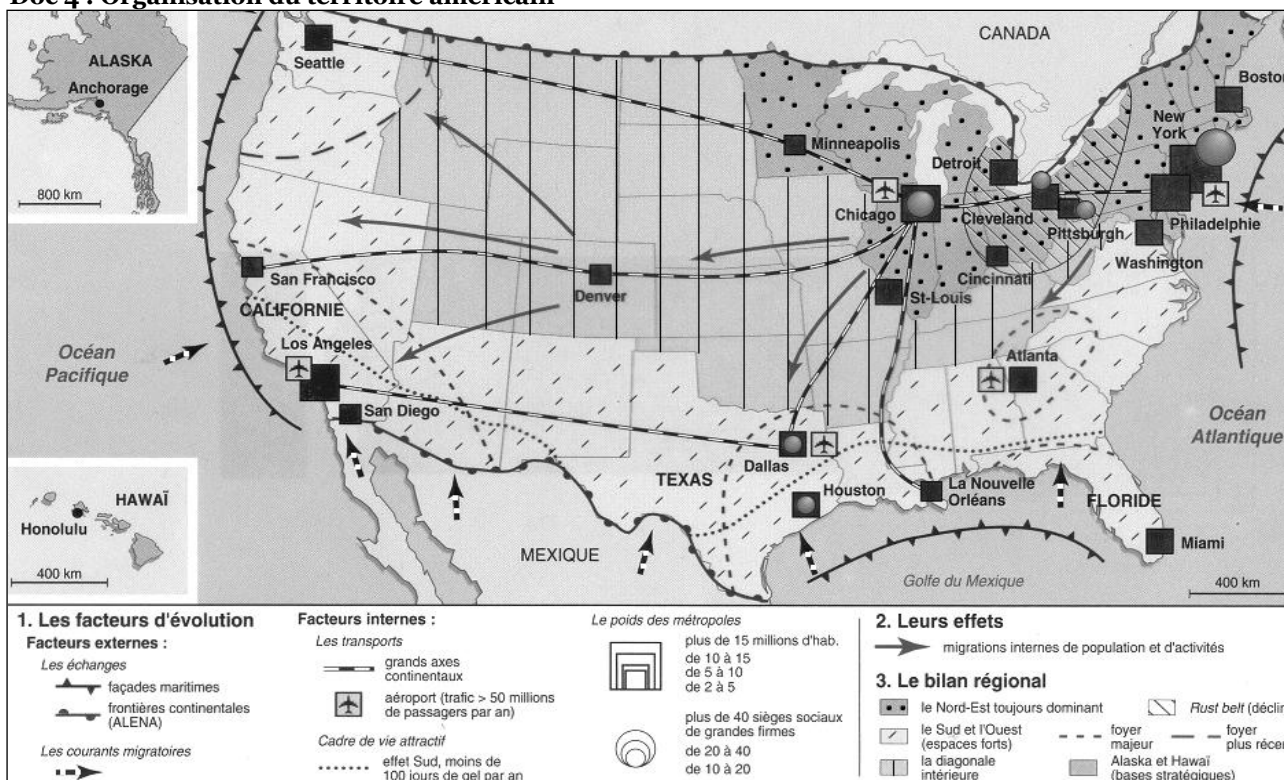 Doc 4 : Organisation du territoire américain
ALASKA
Anchorage
800 km
CANADA
Seattle
Boston
New
York
Minneapolis
Detroit
Chicago
Cleveland
Pittsburgh
Philadelphie
Washington
Cincinnati
St-Louis
San Francisco
Denver
CALIFORNIE
Los Angeles
Atlanta
Océan
Pacifique
San Diego
Océan
Atlantique
Dallas
TEXAS
Houston
La Nouvelle
Orléans
FLORIDE
HAWAÏ
Honolulu
400 km
MEXIQUE
Miami
Golfe du Mexique
400 km
1. Les facteurs d'évolution
Facteurs externes :
Les échanges
façades maritimes
frontières continentales
(ALENA)
Les courants migratoires
Facteurs internes :
Les transports
grands axes
continentaux
aéroport (trafic > 50 millions
de passagers par an)
Cadre de vie attractif
effet Sud, moins de
100 jours de gel par an
Le poids des métropoles
plus de 15 millions d'hab.
de 10 à 15
de 5 à 10
de 2 à 5
plus de 40 sièges sociaux
de grandes firmes
de 20 à 40
de 10 à 20
2. Leurs effets
migrations internes de population et d'activités
3. Le bilan régional
le Nord-Est toujours dominant
Rust belt (déclin
le Sud et l'Ouest
(espaces forts)
foyer
majeur
foyer
plus récen
la diagonale
intérieure
Alaska et Hawaï
(bases stratégiques)